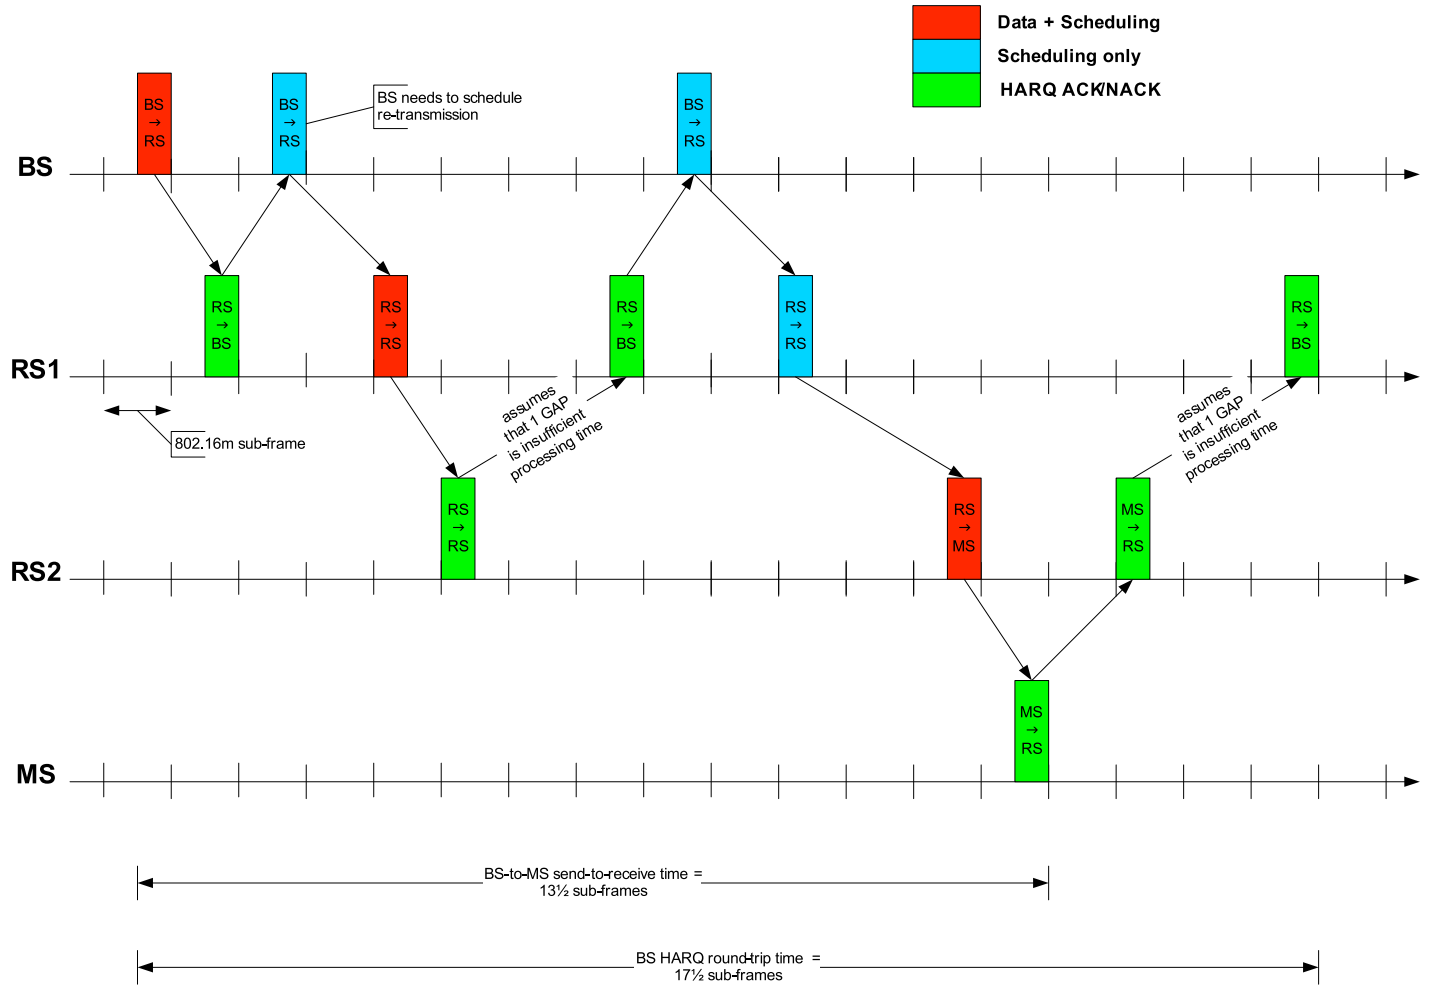 Data + Scheduling
Scheduling only
HARQ ACK/NACK
BS
→
RS
BS
→
RS
BS needs to schedule
re-transmission
BS
→
RS
BS
RS
→
BS
RS
→
RS
RS
→
BS
RS
→
RS
RS
→
BS
RS1
assumes
that 1 GAP
is insufficient
processing time
assumes
that 1 GAP
is insufficient
processing time
802.16m sub-frame
RS
→
RS
RS
→
MS
MS
→
RS
RS2
MS
→
RS
MS
BS-to-MS send-to-receive time =
13½ sub-frames
BS HARQ round-trip time =
17½ sub-frames